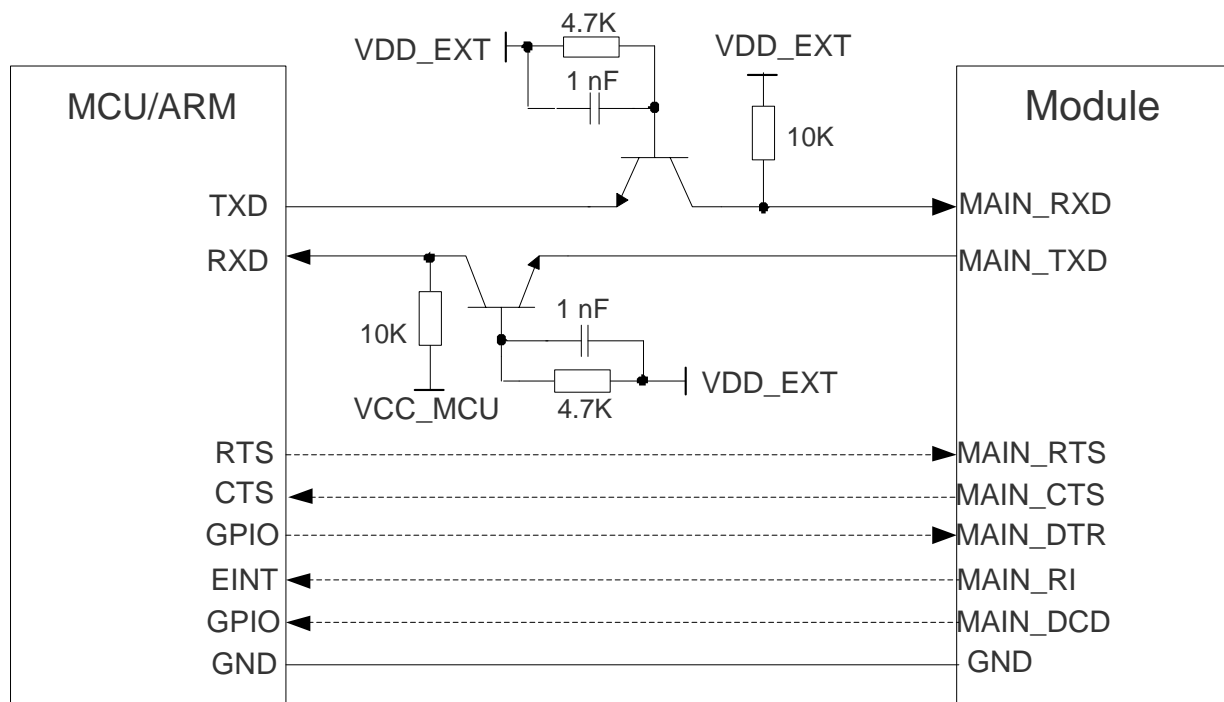 4.7K
VDD_EXT
VDD_EXT
1 nF
MCU/ARM
Module
10K
TXD
MAIN_RXD
RXD
MAIN_TXD
1 nF
10K
VDD_EXT
VCC_MCU
4.7K
RTS
MAIN_RTS
CTS
MAIN_CTS
GPIO
MAIN_DTR
EINT
MAIN_RI
GPIO
MAIN_DCD
GND
GND